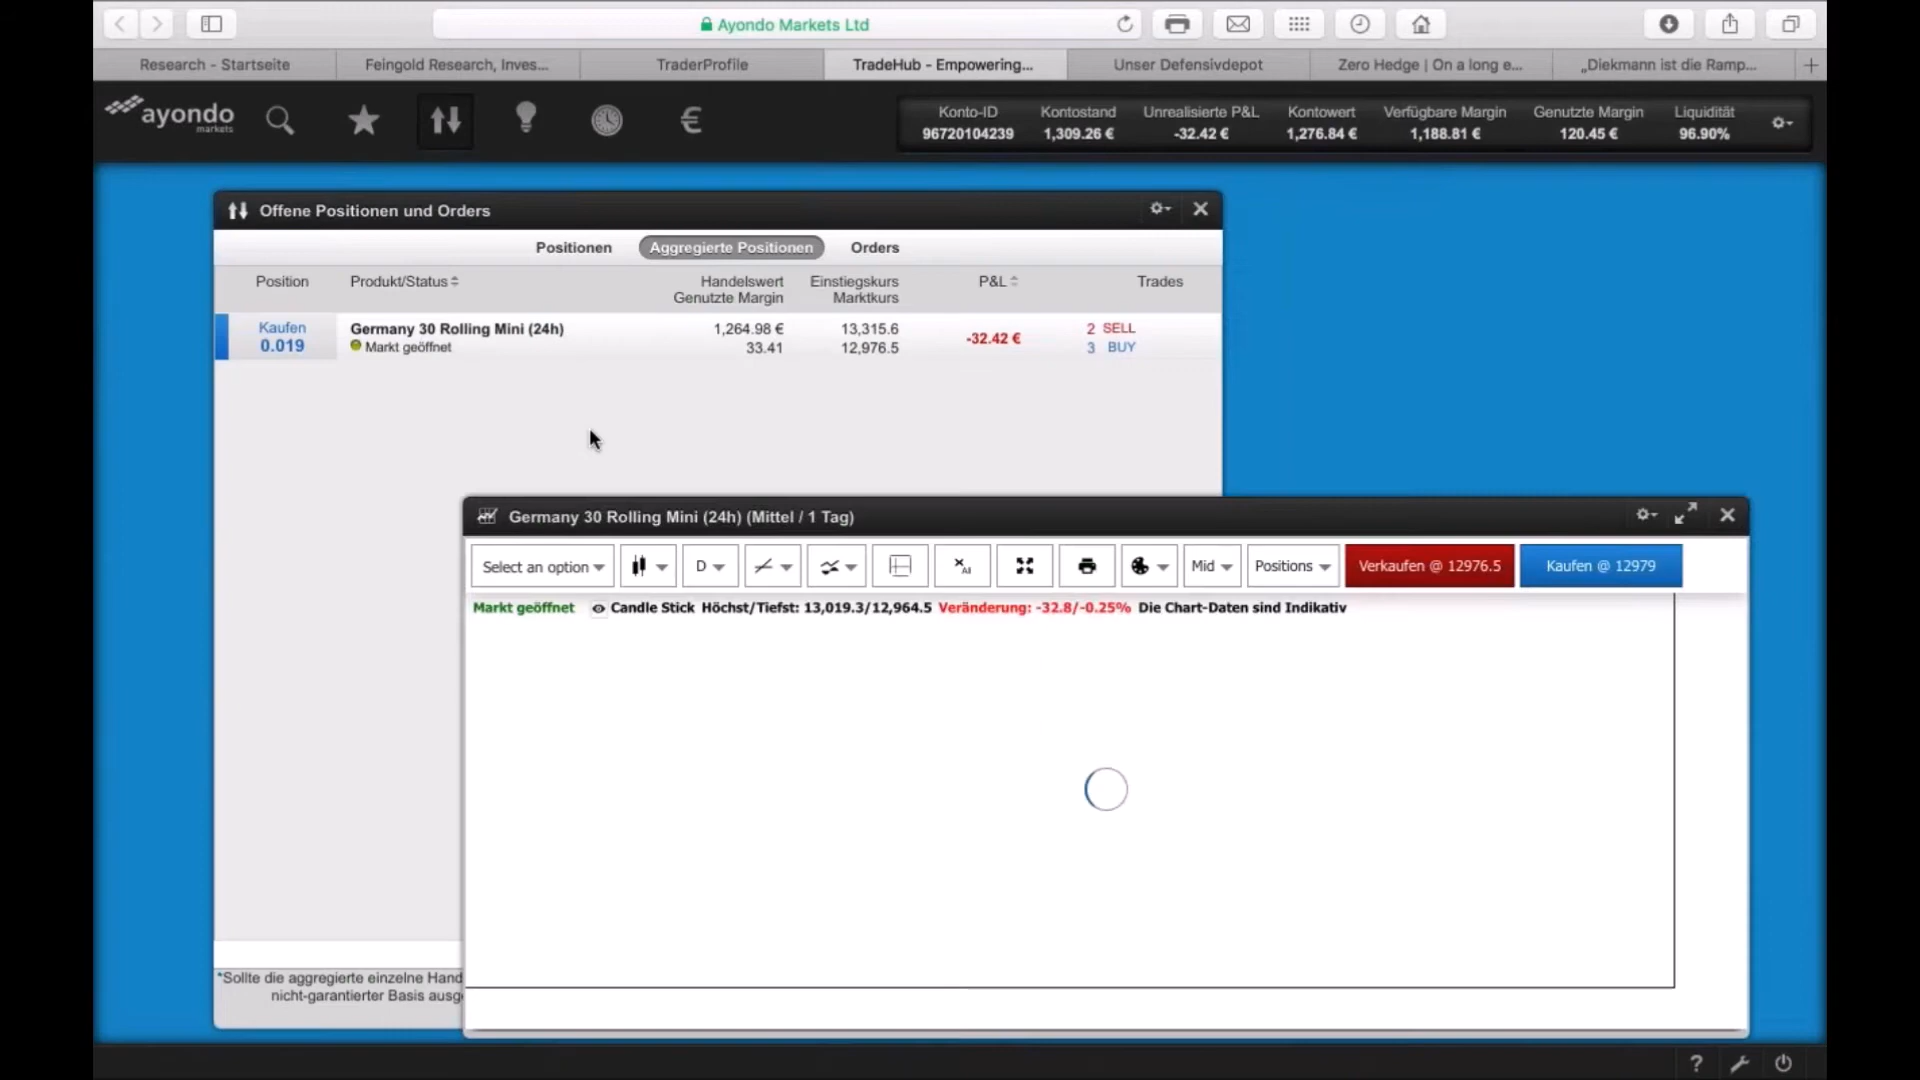 Ayondo Markets Ltd
Research - Startseite
Feingold Research, Inves...
TraderProfile
TradeHub - Empowering...
Unser Defensivdepot
Zero Hedge | On a long e...
„Diekmann ist die Ramp...
ayondo
markets
Konto-ID
96720104239
Kontostand
1,309.26 €
Unrealisierte P&L
-32.42 €
Kontowert
1,276.84 €
Verfügbare Margin
1,188.81 €
Genutzte Margin
120.45 €
Liquidität
96.90%
Offene Positionen und Orders
Positionen
Aggregierte Positionen
Orders
Position
Produkt/Status
Handelswert
Genutzte Margin
Einstiegskurs
Marktkurs
P&L
Trades
Kaufen
0.019
Germany 30 Rolling Mini (24h)
Markt geöffnet
1,264.98 €
33.41
13,315.6
12,976.5
-32.42 €
2 SELL
3 BUY
Germany 30 Rolling Mini (24h) (Mittel / 1 Tag)
Select an option
D
Mid
Positions
Verkaufen @ 12976.5
Kaufen @ 12979
Markt geöffnet Candle Stick Höchst/Tiefst: 13,019.3/12,964.5 Veränderung: -32.8/-0.25% Die Chart-Daten sind Indikativ
*Sollte die aggregierte einzelne Hand
nicht-garantierter Basis ausg